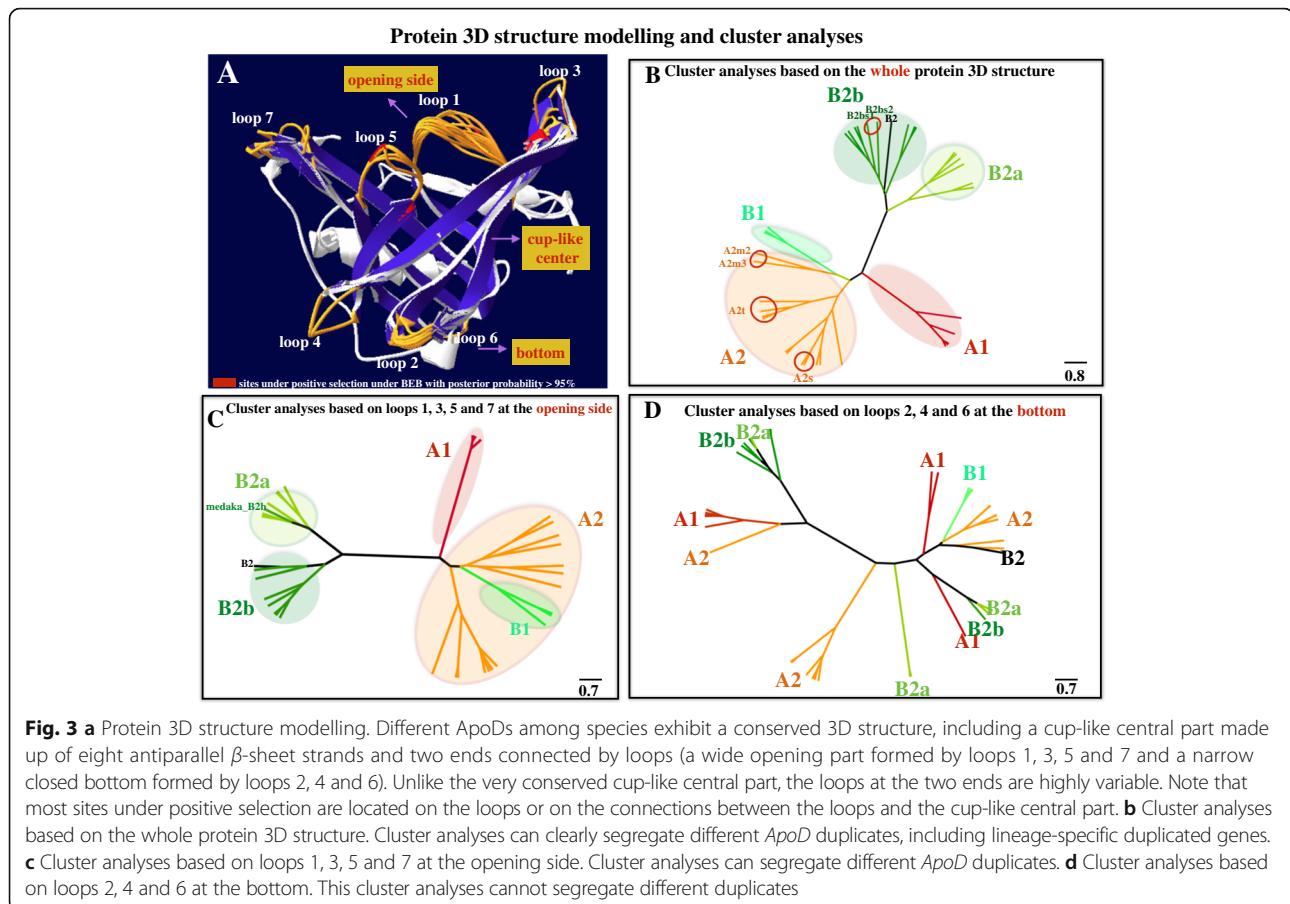 Protein 3D structure modelling and cluster analyses
A
opening side
loop 3
loop 1
loop 7
loop 5
cup-like
center
loop 4
loop 6
loop 2
bottom
sites under positive selection under BEB with posterior probability > 95%
B Cluster analyses based on the whole protein 3D structure
B2b
B2bs1
B2bs2
B2
B2a
B1
A2m2
A2m3
A2t
A2
A2s
A1
0.8
C Cluster analyses based on loops 1, 3, 5 and 7 at the opening side
A1
B2a
medaka_B2b
A2
B2
B2b
B1
0.7
D Cluster analyses based on loops 2, 4 and 6 at the bottom
B2a
B2b
A1
B1
A1
A2
A2
B2
B2a
B2b
A1
A2
B2a
0.7
Fig. 3 a Protein 3D structure modelling. Different ApoDs among species exhibit a conserved 3D structure, including a cup-like central part made
up of eight antiparallel β-sheet strands and two ends connected by loops (a wide opening part formed by loops 1, 3, 5 and 7 and a narrow
closed bottom formed by loops 2, 4 and 6). Unlike the very conserved cup-like central part, the loops at the two ends are highly variable. Note that
most sites under positive selection are located on the loops or on the connections between the loops and the cup-like central part. b Cluster analyses
based on the whole protein 3D structure. Cluster analyses can clearly segregate different ApoD duplicates, including lineage-specific duplicated genes.
c Cluster analyses based on loops 1, 3, 5 and 7 at the opening side. Cluster analyses can segregate different ApoD duplicates. d Cluster analyses based
on loops 2, 4 and 6 at the bottom. This cluster analyses cannot segregate different duplicates